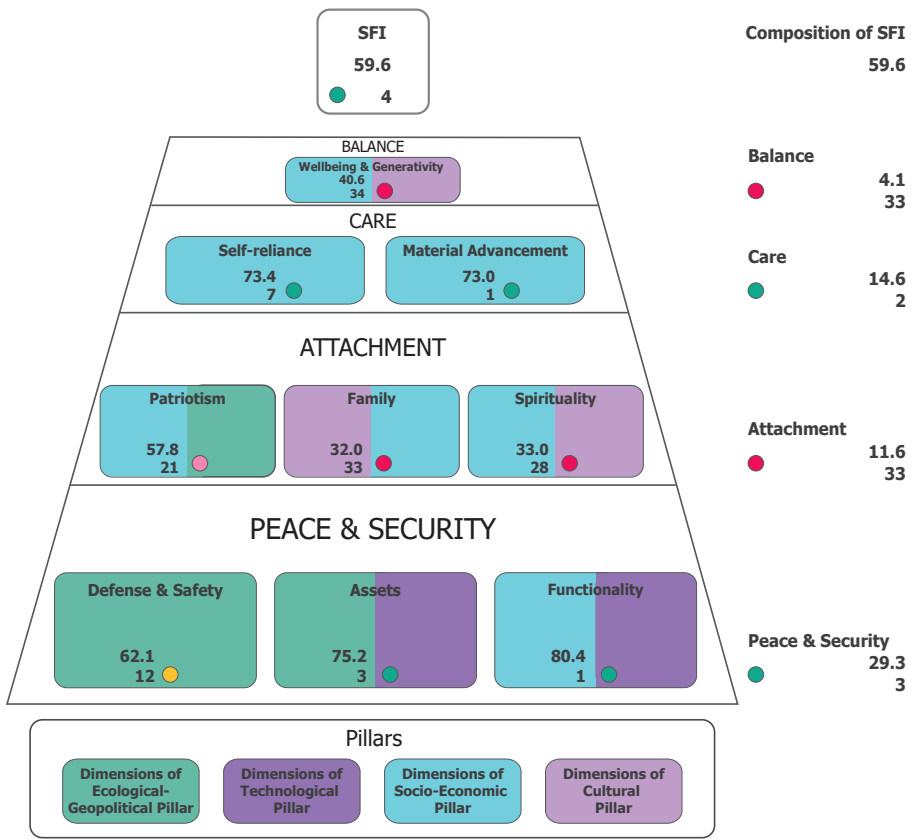 SFI
59.6
4
Composition of SFI
59.6
BALANCE
Wellbeing & Generativity
40.6
34
Balance
4.1
33
CARE
Self-reliance
73.4
7
Material Advancement
73.0
1
Care
14.6
2
ATTACHMENT
Patriotism
57.8
21
Family
32.0
33
Spirituality
33.0
28
Attachment
11.6
33
PEACE & SECURITY
Defense & Safety
62.1
12
Assets
75.2
3
Functionality
80.4
1
Peace & Security
29.3
3
Pillars
Dimensions of
Ecological-
Geopolitical Pillar
Dimensions of
Technological
Pillar
Dimensions of
Socio-Economic
Pillar
Dimensions of
Cultural
Pillar